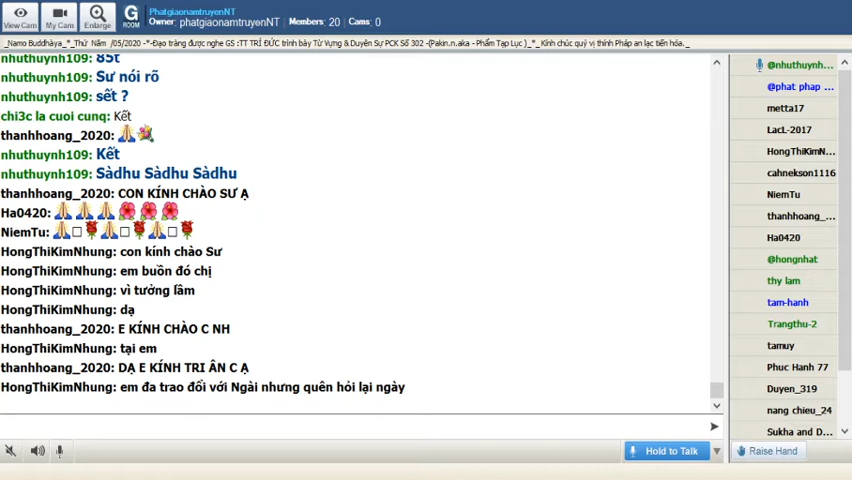 View Cam
My Cam
Enlarge
G ROOM
PhatgiaonamtruyenNT
Owner: phatgiaonamtruyenNT Members: 20 Cams: 0
_Namo Buddhàya_*_Thứ Năm /05/2020 -*-Đạo tràng được nghe GS :TT TRÍ ĐỨC trình bày Tứ Vựng & Duyên Sự PCK Số 302 -(Pakin.n.aka - Phẩm Tạp Lục )_*_ Kính chúc quý vị thính Pháp an lạc tiến hóa._
nhuthuynh109: 85t
nhuthuynh109: Sư nói rõ
nhuthuynh109: sết ?
chi3c la cuoi cunq: Kết
thanhhoang_2020:
nhuthuynh109: Kết
nhuthuynh109: Sàdhu Sàdhu Sàdhu
thanhhoang_2020: CON KÍNH CHÀO SƯ Ạ
Ha0420:
NiemTu:
HongThiKimNhung: con kính chào Sư
HongThiKimNhung: em buồn đó chị
HongThiKimNhung: vì tưởng lầm
HongThiKimNhung: dạ
thanhhoang_2020: E KÍNH CHÀO C NH
HongThiKimNhung: tại em
thanhhoang_2020: DẠ E KÍNH TRI ÂN C Ạ
HongThiKimNhung: em đa trao đổi với Ngài nhưng quên hỏi lại ngày
@nhuthuynh...
@phat phap ...
metta17
LacL-2017
HongThiKimN...
cahnekson1116
NiemTu
thanhhoang_...
Ha0420
@hongnhat
thy lam
tam-hanh
Trangthu-2
tamuy
Phuc Hanh 77
Duyen_319
nang chieu_24
Sukha and D...
Hold to Talk
Raise Hand